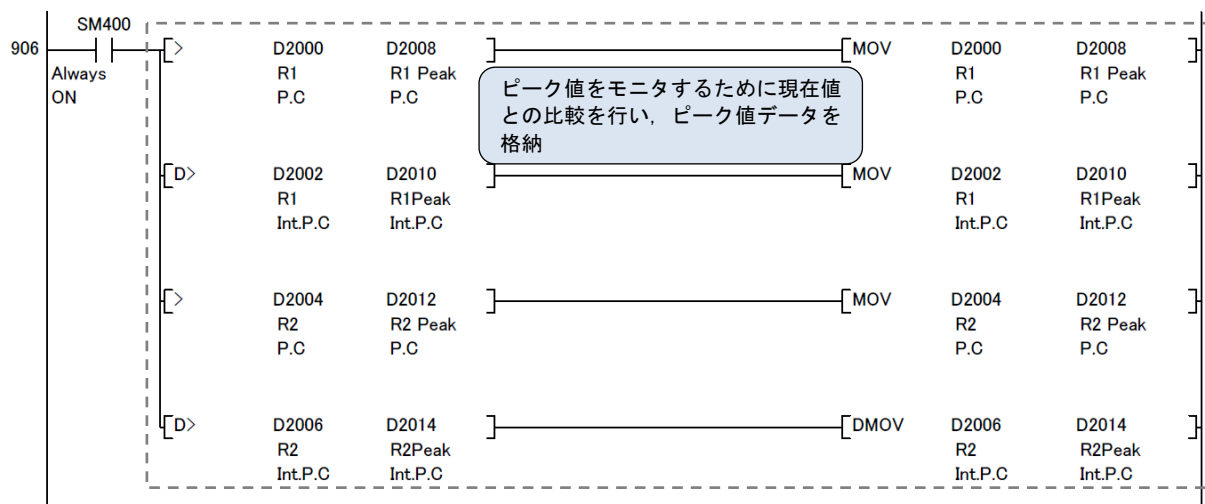 SM400
906 [> D2000 D2008 ] [MOV D2000 D2008 ]
Always R1 R1 Peak R1 R1 Peak
ON P.C P.C P.C P.C
ピーク値をモニタするために現在値
との比較を行い，ピーク値データを
格納
[D> D2002 D2010 ] [MOV D2002 D2010 ]
R1 R1Peak R1 R1Peak
Int.P.C Int.P.C Int.P.C Int.P.C
[> D2004 D2012 ] [MOV D2004 D2012 ]
R2 R2 Peak R2 R2 Peak
P.C P.C P.C P.C
[D> D2006 D2014 ] [DMOV D2006 D2014 ]
R2 R2Peak R2 R2Peak
Int.P.C Int.P.C Int.P.C Int.P.C